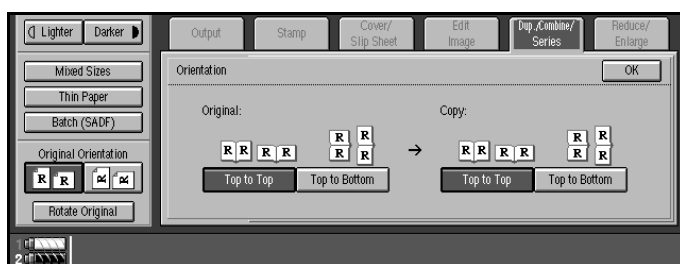 Lighter Darker
Mixed Sizes
Thin Paper
Batch (SADF)
Original Orientation
R R R R
Rotate Original
1
2
Output
Stamp
Cover/
Slip Sheet
Edit
Image
Dup./Combine/
Series
Reduce/
Enlarge
Orientation
OK
Original:
R R R R
R R
R R
Top to Top Top to Bottom
→
Copy:
R R R R
R R
R R
Top to Top Top to Bottom